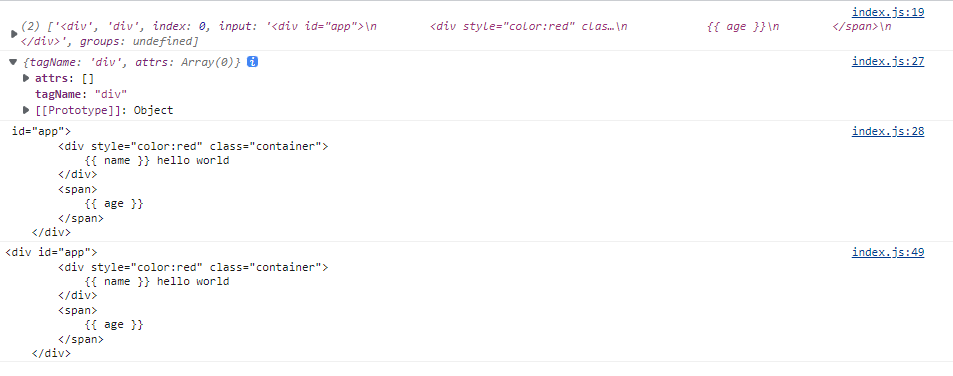 index.js:19
(2) ['<div', 'div', index: 0, input: '<div id="app">\n        <div style="color:red" clas…\n            {{ age }}\n        </span>\n
</div>', groups: undefined]
{tagName: 'div', attrs: Array(0)} i index.js:27
attrs: []
tagName: "div"
[[Prototype]]: Object
id="app"> index.js:28
<div style="color:red" class="container">
{{ name }} hello world
</div>
<span>
{{ age }}
</span>
</div>
<div id="app"> index.js:49
<div style="color:red" class="container">
{{ name }} hello world
</div>
<span>
{{ age }}
</span>
</div>